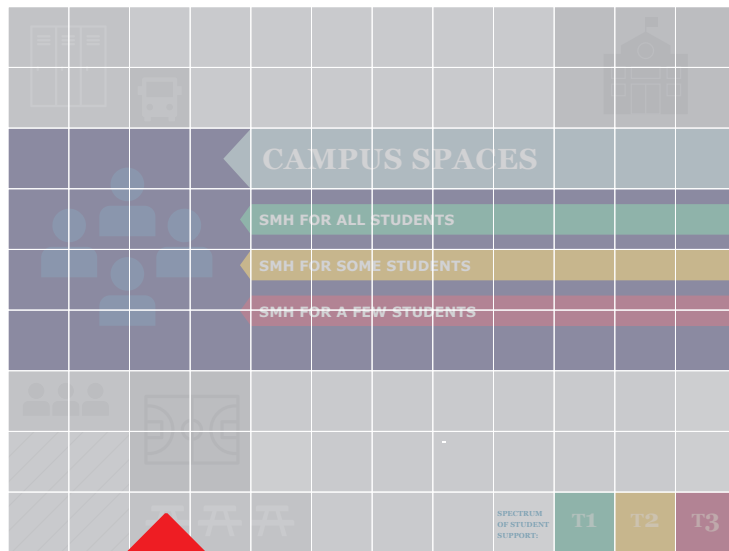 CAMPUS SPACES
SMH FOR ALL STUDENTS
SMH FOR SOME STUDENTS
SMH FOR A FEW STUDENTS
SPECTRUM
OF STUDENT
SUPPORT:
T1 T2 T3